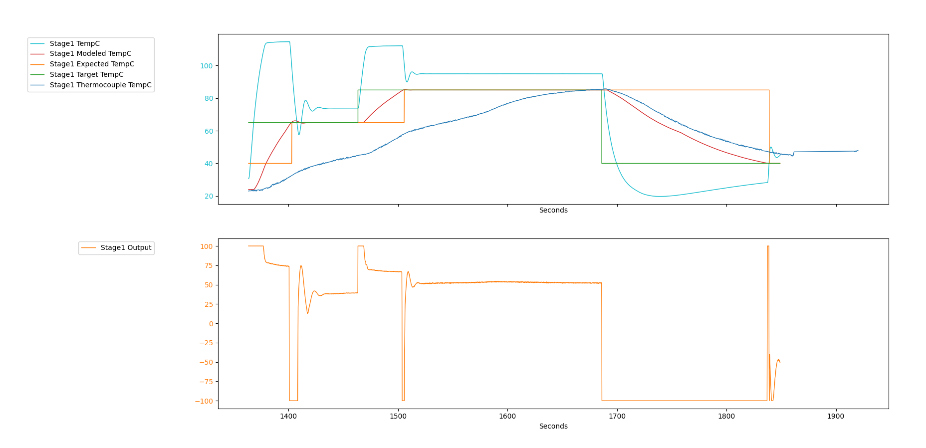 Stage1 TempC
Stage1 Modeled TempC
Stage1 Expected TempC
Stage1 Target TempC
Stage1 Thermocouple TempC
100
80
60
40
20
Seconds
Stage1 Output
100
75
50
25
0
−25
−50
−75
−100
1400
1500
1600
1700
1800
1900
Seconds